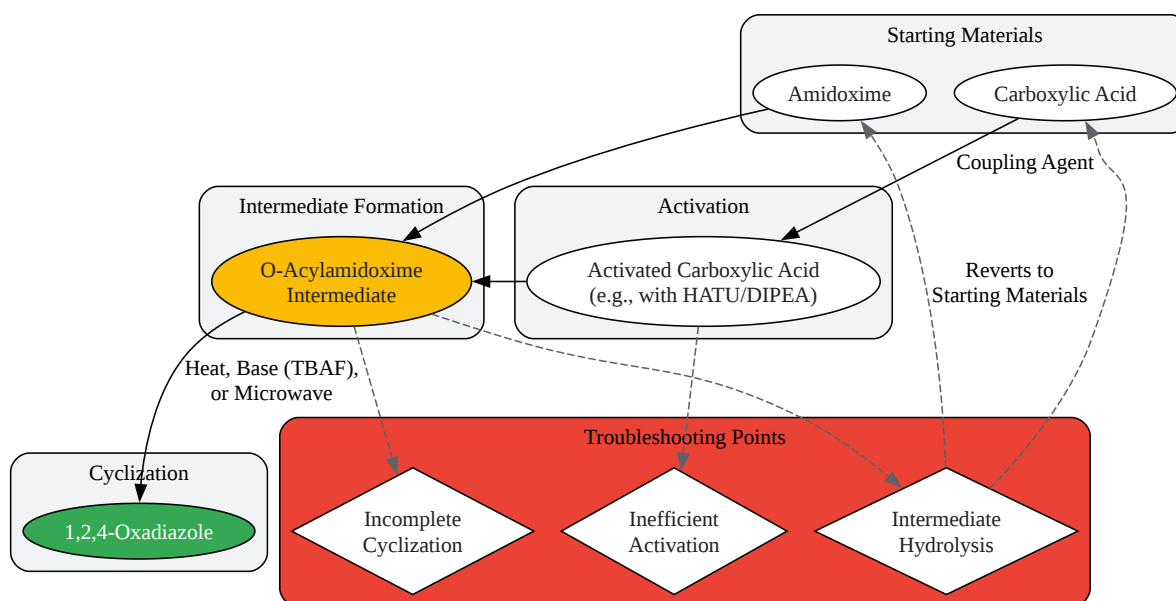 Starting Materials
Amidoxime
Carboxylic Acid
Coupling Agent
Intermediate Formation
Activation
O-Acylamidoxime
Intermediate
Activated Carboxylic Acid
(e.g., with HATU/DIPEA)
Reverts to
Starting Materials
Heat, Base (TBAF),
or Microwave
Troubleshooting Points
Cyclization
1,2,4-Oxadiazole
Incomplete
Cyclization
Inefficient
Activation
Intermediate
Hydrolysis